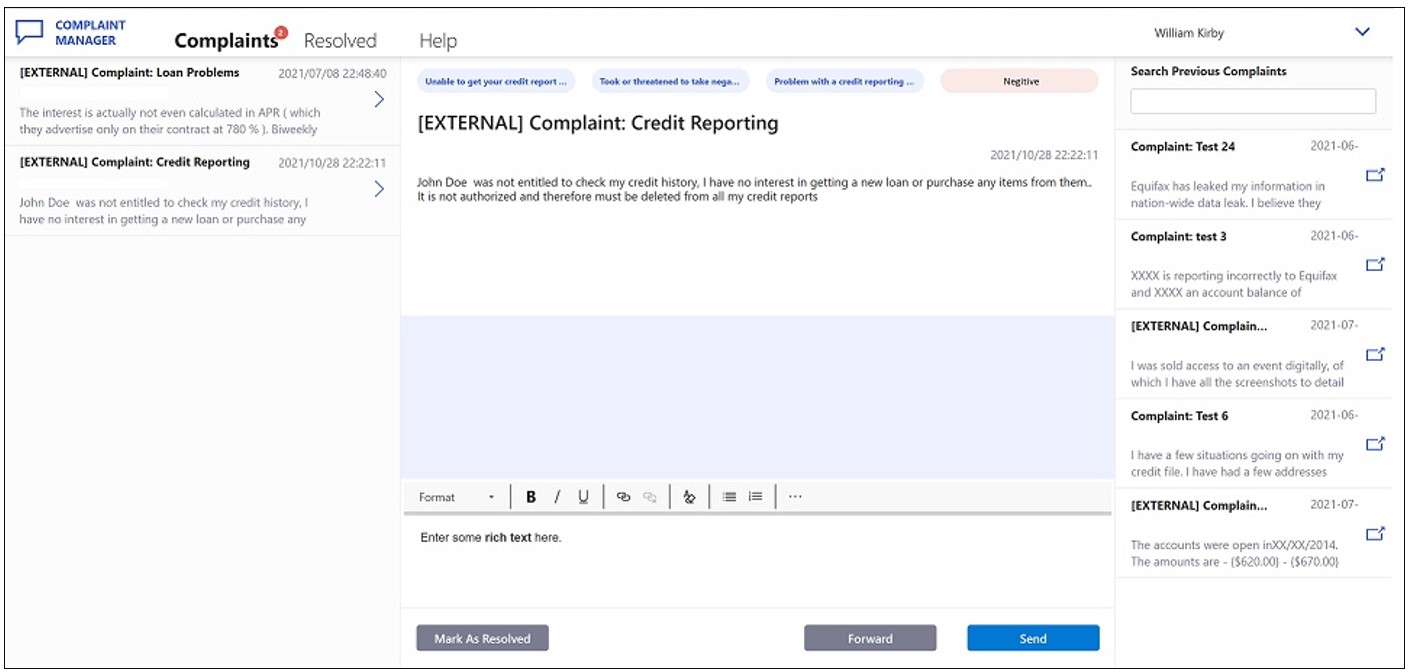 COMPLAINT
MANAGER
Complaints 2
Resolved
Help
William Kirby
[EXTERNAL] Complaint: Loan Problems 2021/07/08 22:48:40
The interest is actually not even calculated in APR ( which
they advertise only on their contract at 780 % ). Biweekly
[EXTERNAL] Complaint: Credit Reporting 2021/10/28 22:22:11
John Doe was not entitled to check my credit history, I
have no interest in getting a new loan or purchase any
Unable to get your credit report ...
Took or threatened to take nega...
Problem with a credit reporting ...
Negitive
[EXTERNAL] Complaint: Credit Reporting
2021/10/28 22:22:11
John Doe was not entitled to check my credit history, I have no interest in getting a new loan or purchase any items from them..
It is not authorized and therefore must be deleted from all my credit reports
Format B I U ...
Enter some rich text here.
Mark As Resolved
Forward
Send
Search Previous Complaints
Complaint: Test 24 2021-06-
Equifax has leaked my information in
nation-wide data leak. I believe they
Complaint: test 3 2021-06-
XXXX is reporting incorrectly to Equifax
and XXXX an account balance of
[EXTERNAL] Complain... 2021-07-
I was sold access to an event digitally, of
which I have all the screenshots to detail
Complaint: Test 6 2021-06-
I have a few situations going on with my
credit file. I have had a few addresses
[EXTERNAL] Complain... 2021-07-
The accounts were open inXX/XX/2014.
The amounts are - {$620.00} - {$670.00}